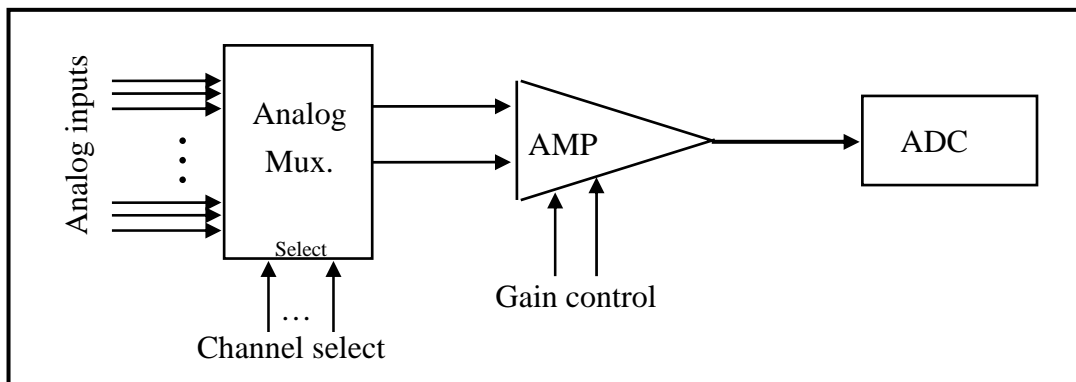 Analog inputs
Analog
Mux.
Select
…
Channel select
AMP
Gain control
ADC